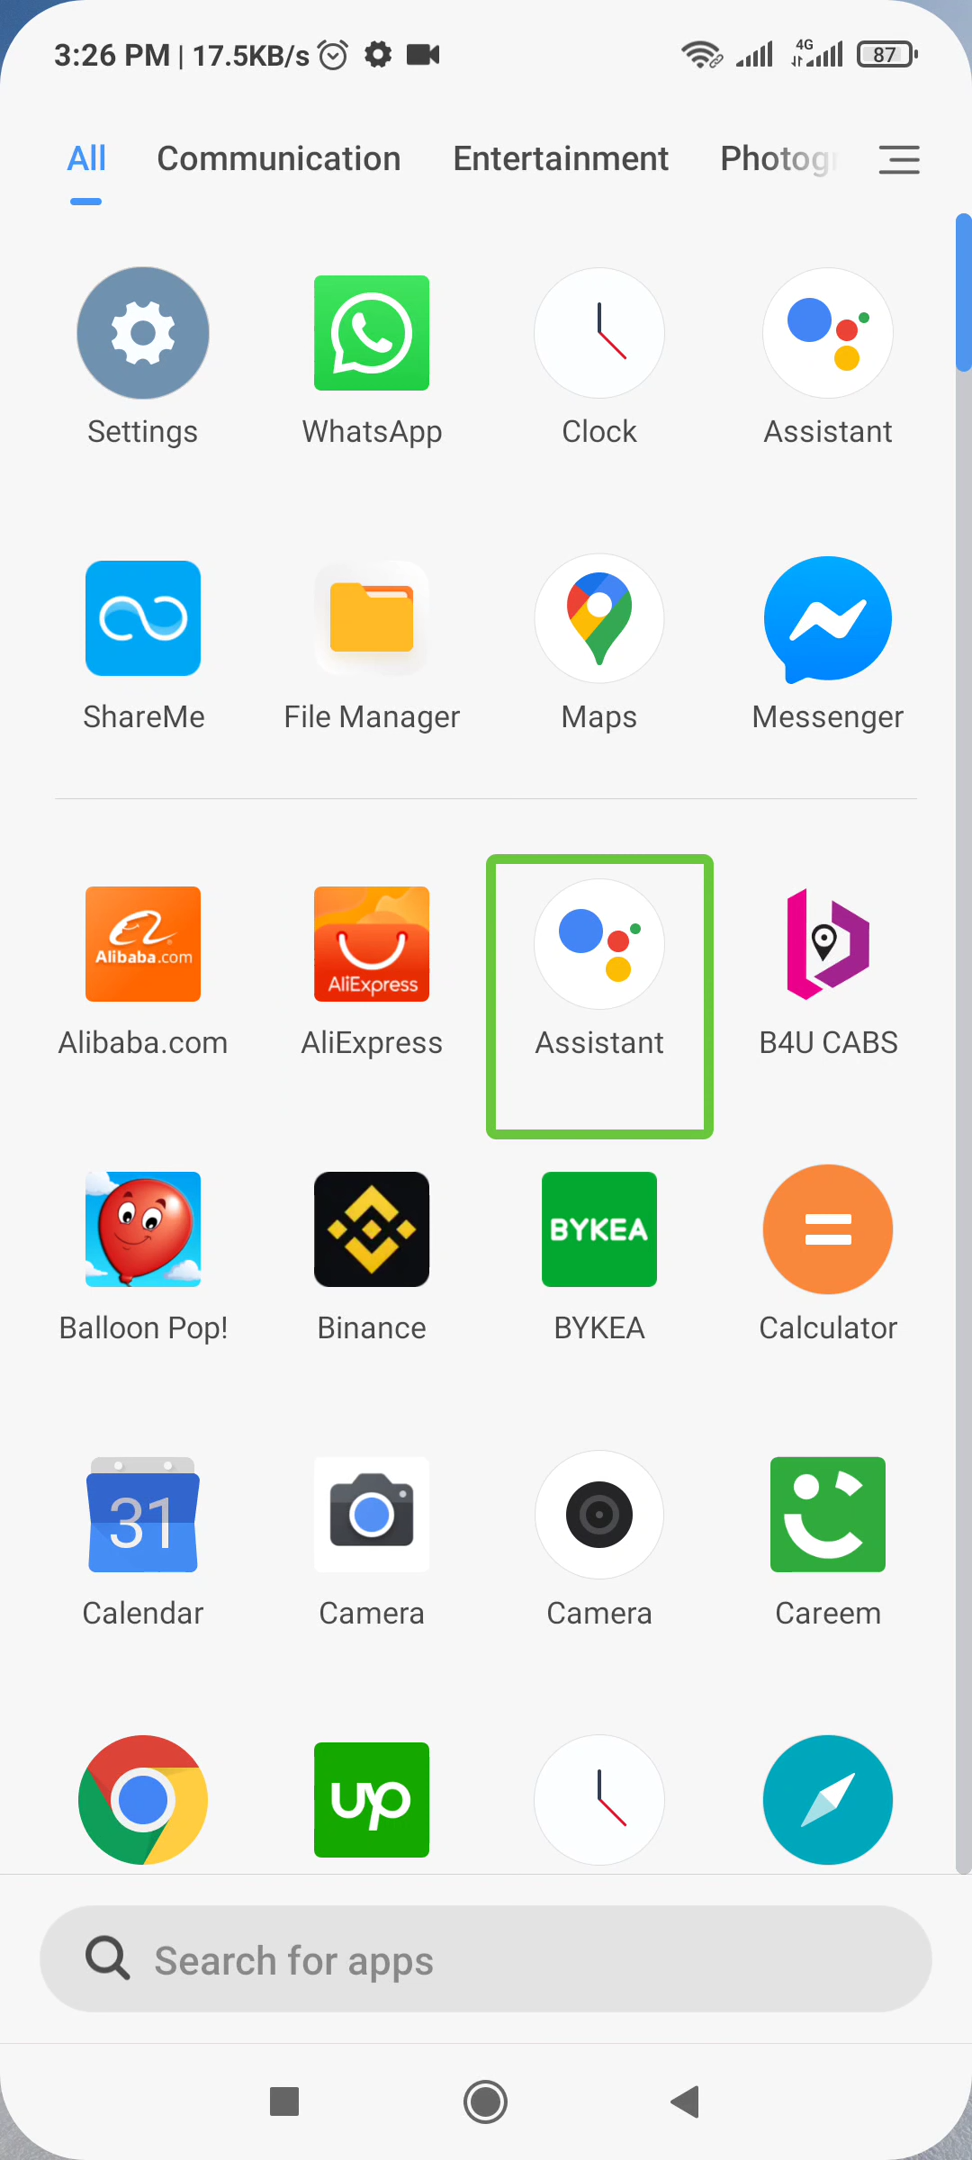 3:26 PM | 17.5KB/s 4G 87
All Communication Entertainment Photog
Settings WhatsApp Clock Assistant
ShareMe File Manager Maps Messenger
Alibaba.com
AliExpress
Alibaba.com AliExpress Assistant B4U CABS
BYKEA
Balloon Pop! Binance BYKEA Calculator
31
Calendar Camera Camera Careem
up
Search for apps